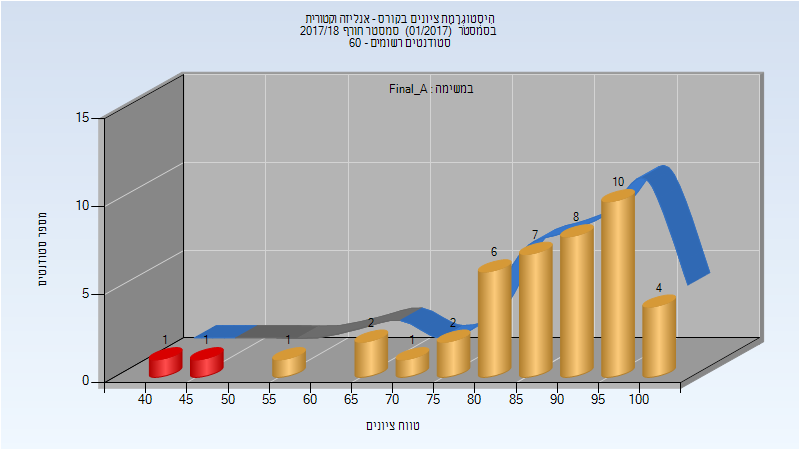 היסטוגרמת ציונים בקורס - אנליזה וקטורית
בסמסטר (01/2017) סמסטר חורף 2017/18
סטודנטים רשומים - 60
במשימה : Final_A
15
10
5
0
מספר סטודנטים
1
1
1
2
1
2
6
7
8
10
4
40 45 50 55 60 65 70 75 80 85 90 95 100
טווח ציונים